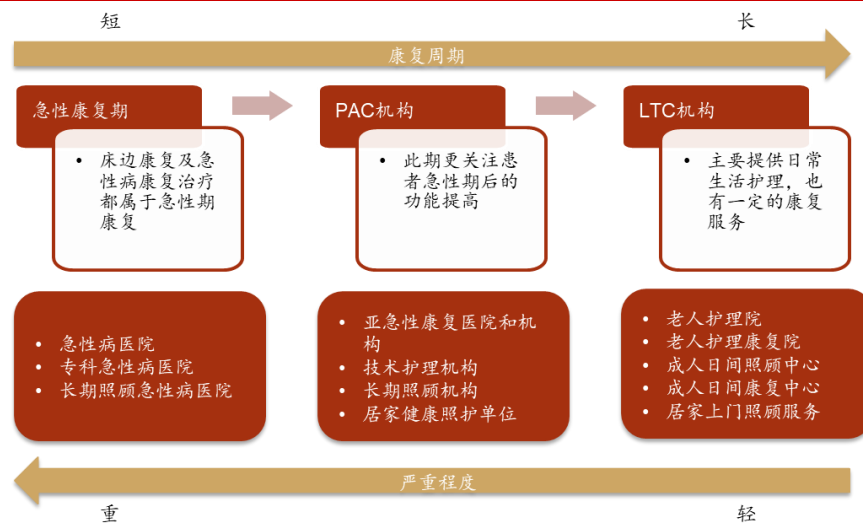 短
长
康复周期
急性康复期
• 床边康复及急
性病康复治疗
都属于急性期
康复
PAC机构
• 此期更关注患
者急性期后的
功能提高
LTC机构
• 主要提供日常
生活护理，也
有一定的康复
服务
• 急性病医院
• 专科急性病医院
• 长期照顾急性病医院
• 亚急性康复医院和机
构
• 技术护理机构
• 长期照顾机构
• 居家健康照护单位
• 老人护理院
• 老人护理康复院
• 成人日间照顾中心
• 成人日间康复中心
• 居家上门照顾服务
严重程度
重
轻